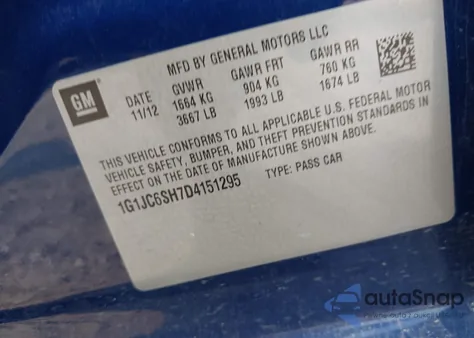 MFD BY GENERAL MOTORS LLC
GM
DATE GVWR GAWR FRT GAWR RR
11/12 1664 KG 904 KG 760 KG
3667 LB 1993 LB 1674 LB
THIS VEHICLE CONFORMS TO ALL APPLICABLE U.S. FEDERAL MOTOR
VEHICLE SAFETY, BUMPER, AND THEFT PREVENTION STANDARDS IN
EFFECT ON THE DATE OF MANUFACTURE SHOWN ABOVE.
1G1JC6SH7D4151295 TYPE: PASS CAR
autoSnap